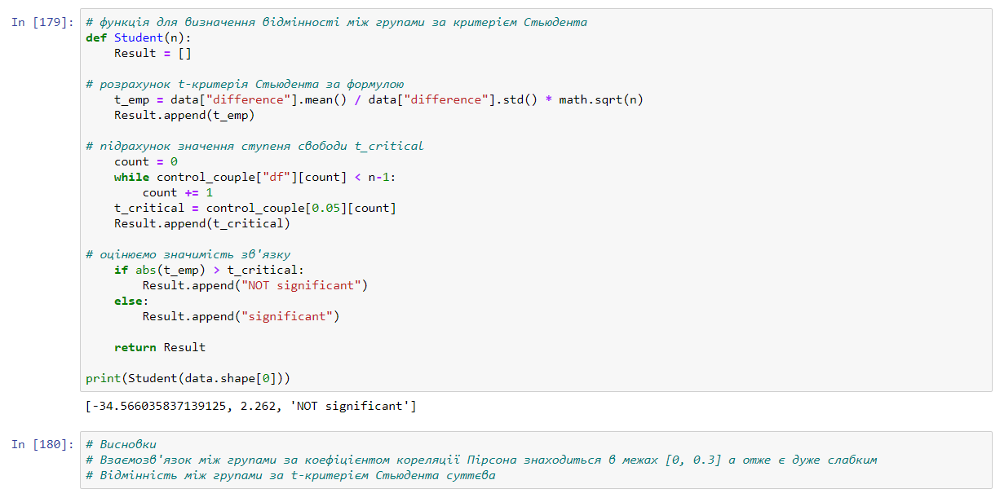 In [179]: # функція для визначення відмінності між групами за критерієм Стьюдента
def Student(n):
    Result = []
# розрахунок t-критерія Стьюдента за формулою
    t_emp = data["difference"].mean() / data["difference"].std() * math.sqrt(n)
    Result.append(t_emp)
# підрахунок значення ступеня свободи t_critical
    count = 0
    while control_couple["df"][count] < n-1:
        count += 1
    t_critical = control_couple[0.05][count]
    Result.append(t_critical)
# оцінюємо значимість зв'язку
    if abs(t_emp) > t_critical:
        Result.append("NOT significant")
    else:
        Result.append("significant")
    return Result
print(Student(data.shape[0]))
[-34.566035837139125, 2.262, 'NOT significant']
In [180]: # Висновки
# Взаємозв'язок між групами за коефіцієнтом кореляції Пірсона знаходиться в межах [0, 0.3] а отже є дуже слабким
# Відмінність між групами за t-критерієм Стьюдента суттєва